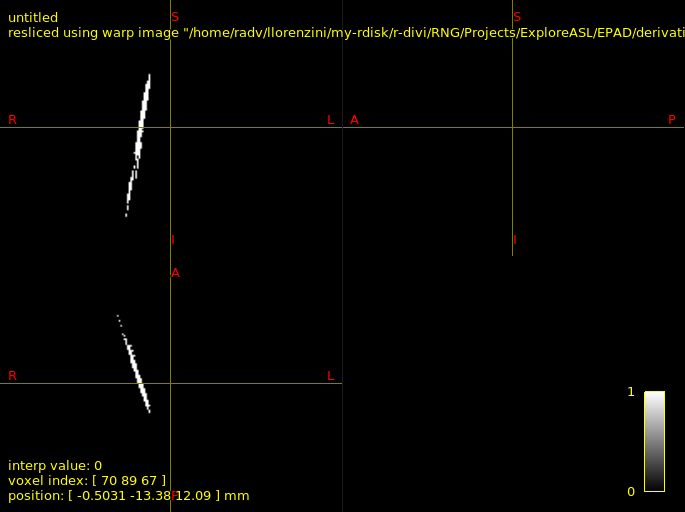 untitled
resliced using warp image "/home/radv/llorenzini/my-rdisk/r-divi/RNG/Projects/ExploreASL/EPAD/derivati
S
S
R
L
A
P
I
I
A
R
L
1
interp value: 0
voxel index: [ 70 89 67 ]
0
position: [ -0.5031 -13.38 12.09 ] mm